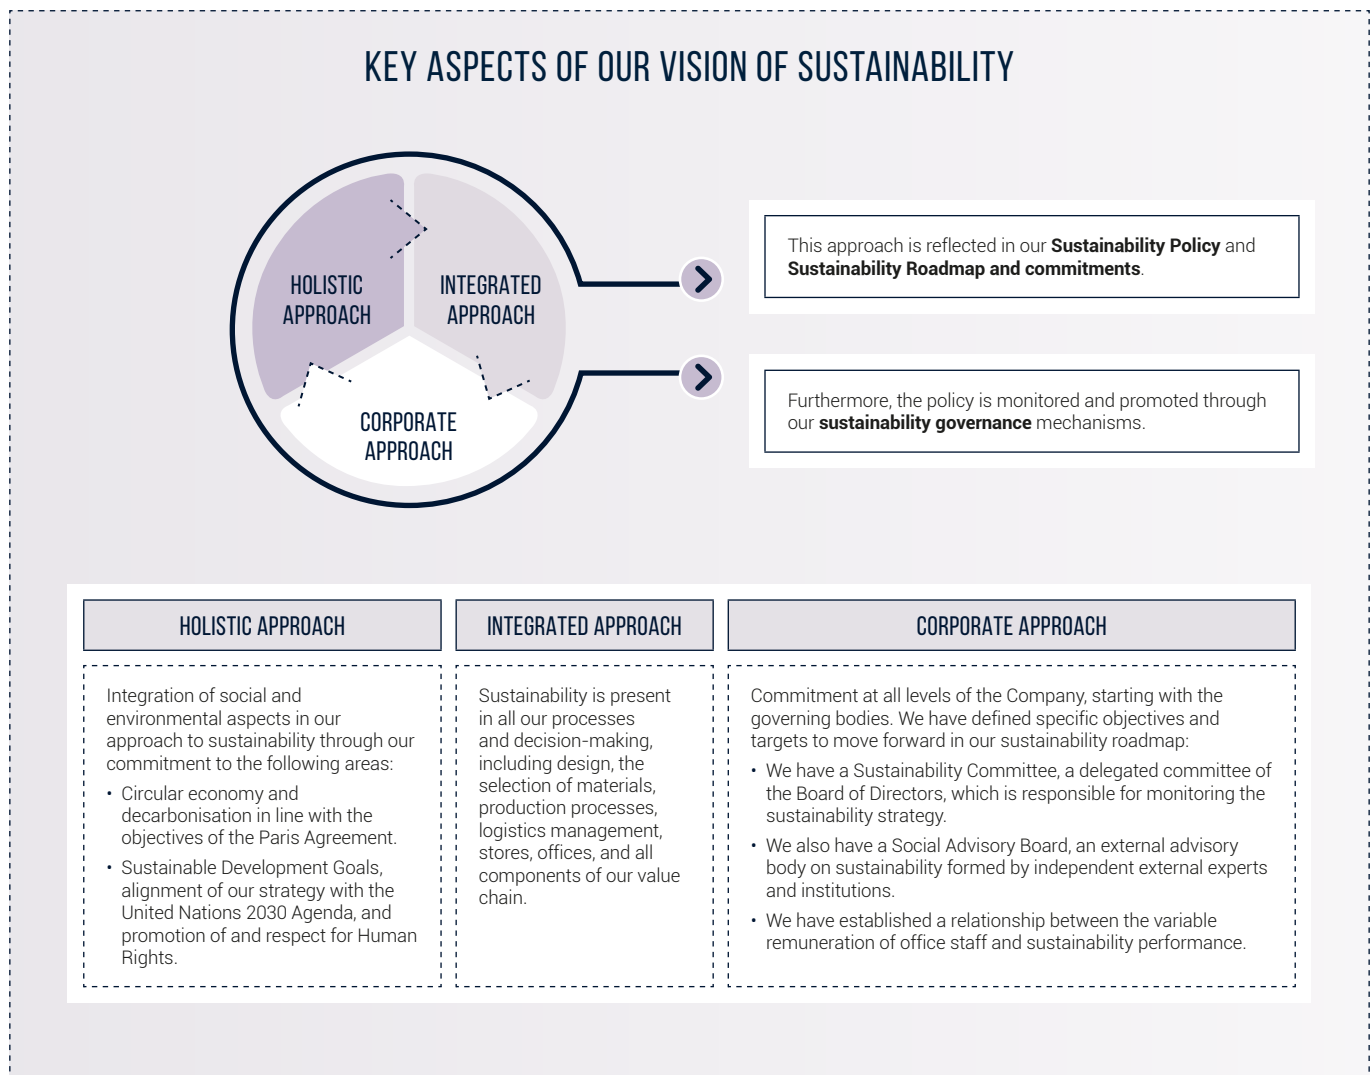 KEY ASPECTS OF OUR VISION OF SUSTAINABILITY
HOLISTIC
APPROACH
INTEGRATED
APPROACH
CORPORATE
APPROACH
This approach is reflected in our Sustainability Policy and
Sustainability Roadmap and commitments.
Furthermore, the policy is monitored and promoted through
our sustainability governance mechanisms.
HOLISTIC APPROACH
Integration of social and
environmental aspects in our
approach to sustainability through our
commitment to the following areas:
• Circular economy and
decarbonisation in line with the
objectives of the Paris Agreement.
• Sustainable Development Goals,
alignment of our strategy with the
United Nations 2030 Agenda, and
promotion of and respect for Human
Rights.
INTEGRATED APPROACH
Sustainability is present
in all our processes
and decision-making,
including design, the
selection of materials,
production processes,
logistics management,
stores, offices, and all
components of our value
chain.
CORPORATE APPROACH
Commitment at all levels of the Company, starting with the
governing bodies. We have defined specific objectives and
targets to move forward in our sustainability roadmap:
• We have a Sustainability Committee, a delegated committee of
the Board of Directors, which is responsible for monitoring the
sustainability strategy.
• We also have a Social Advisory Board, an external advisory
body on sustainability formed by independent external experts
and institutions.
• We have established a relationship between the variable
remuneration of office staff and sustainability performance.